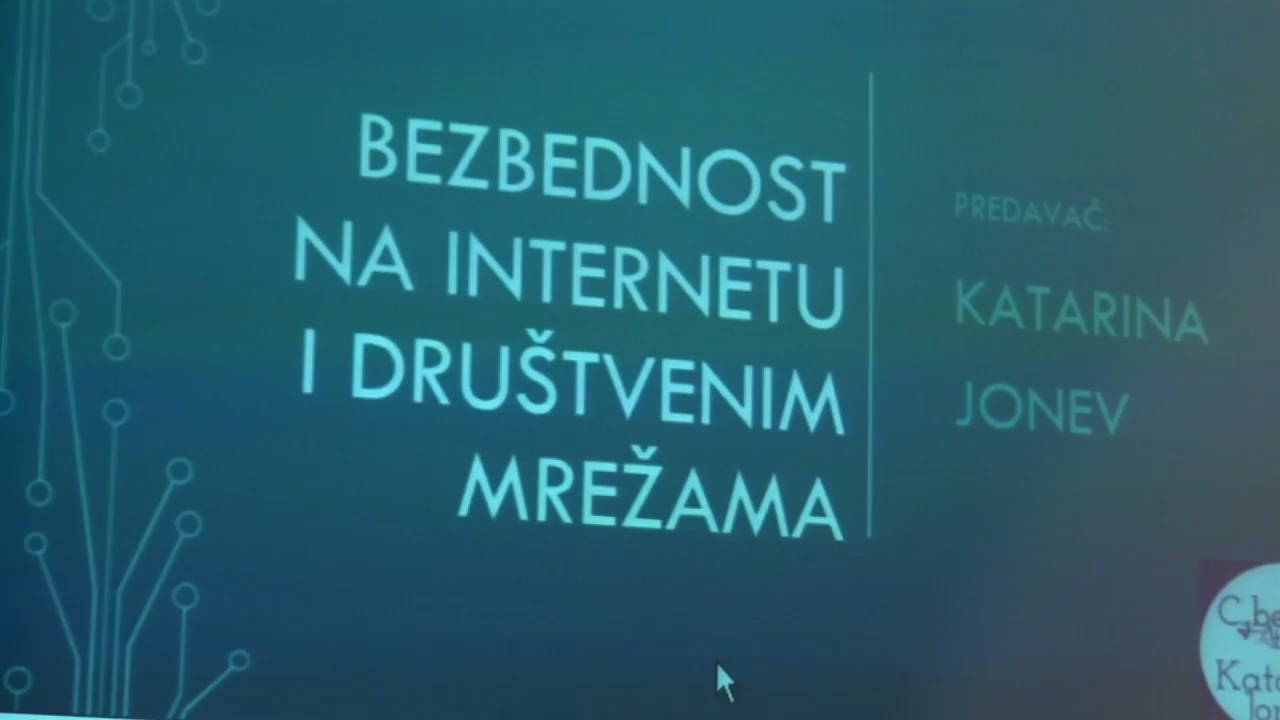 BEZBEDNOST
NA INTERNETU
I DRUŠTVENIM
MREŽAMA
PREDAVAČ:
KATARINA
JONEV